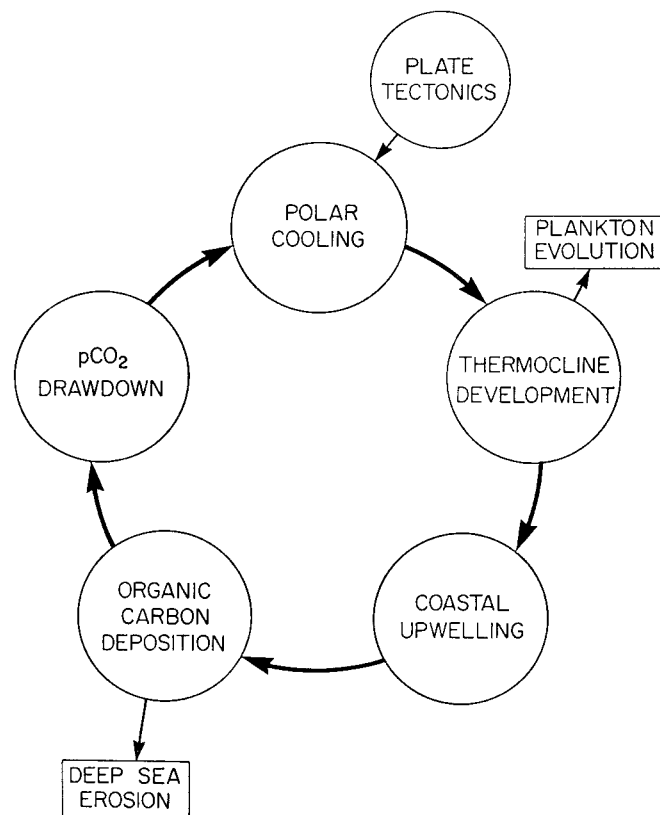 PLATE
TECTONICS
POLAR
COOLING
PLANKTON
EVOLUTION
THERMOCLINE
DEVELOPMENT
pCO₂
DRAWDOWN
ORGANIC
CARBON
DEPOSITION
COASTAL
UPWELLING
DEEP SEA
EROSION